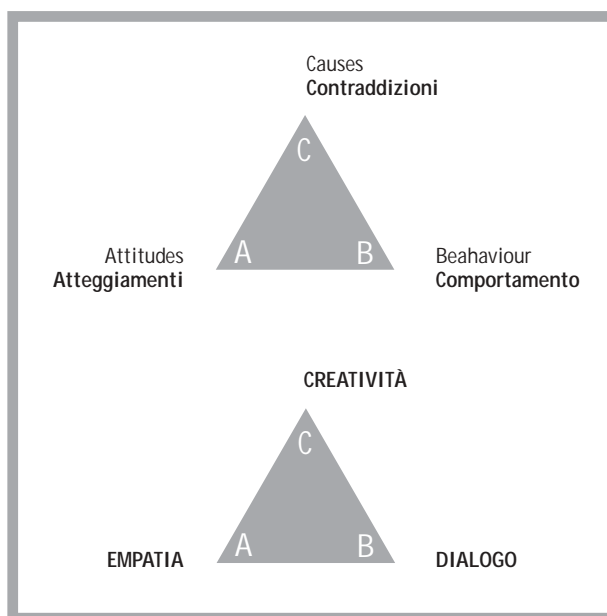 Causes
Contraddizioni
C
Attitudes
Atteggiamenti
A
B
Beahaviour
Comportamento
CREATIVITÀ
C
EMPATIA
A
B
DIALOGO